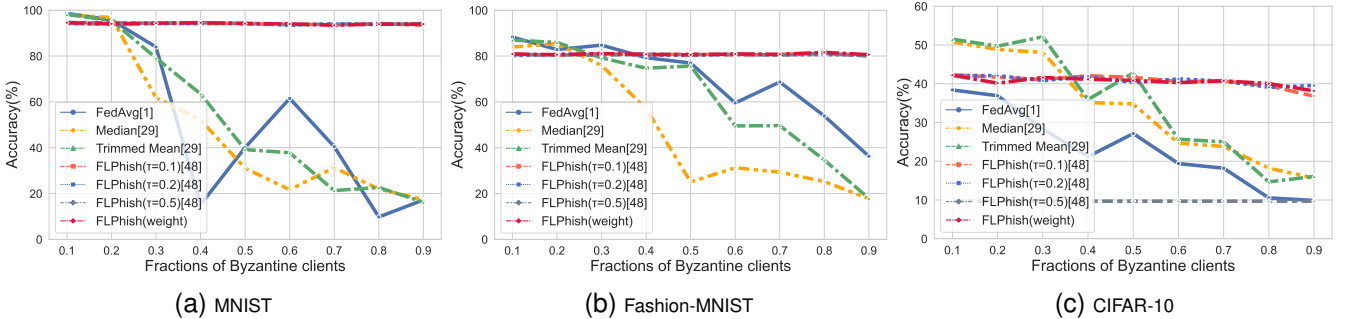 100
80
60
40
20
0
Accuracy(%)
FedAvg[1]
Median[29]
Trimmed Mean[29]
FLPhish(τ=0.1)[48]
FLPhish(τ=0.2)[48]
FLPhish(τ=0.5)[48]
FLPhish(weight)
0.1 0.2 0.3 0.4 0.5 0.6 0.7 0.8 0.9
Fractions of Byzantine clients
(a) MNIST
100
80
60
40
20
0
Accuracy(%)
FedAvg[1]
Median[29]
Trimmed Mean[29]
FLPhish(τ=0.1)[48]
FLPhish(τ=0.2)[48]
FLPhish(τ=0.5)[48]
FLPhish(weight)
0.1 0.2 0.3 0.4 0.5 0.6 0.7 0.8 0.9
Fractions of Byzantine clients
(b) Fashion-MNIST
60
50
40
30
20
10
0
Accuracy(%)
FedAvg[1]
Median[29]
Trimmed Mean[29]
FLPhish(τ=0.1)[48]
FLPhish(τ=0.2)[48]
FLPhish(τ=0.5)[48]
FLPhish(weight)
0.1 0.2 0.3 0.4 0.5 0.6 0.7 0.8 0.9
Fractions of Byzantine clients
(c) CIFAR-10